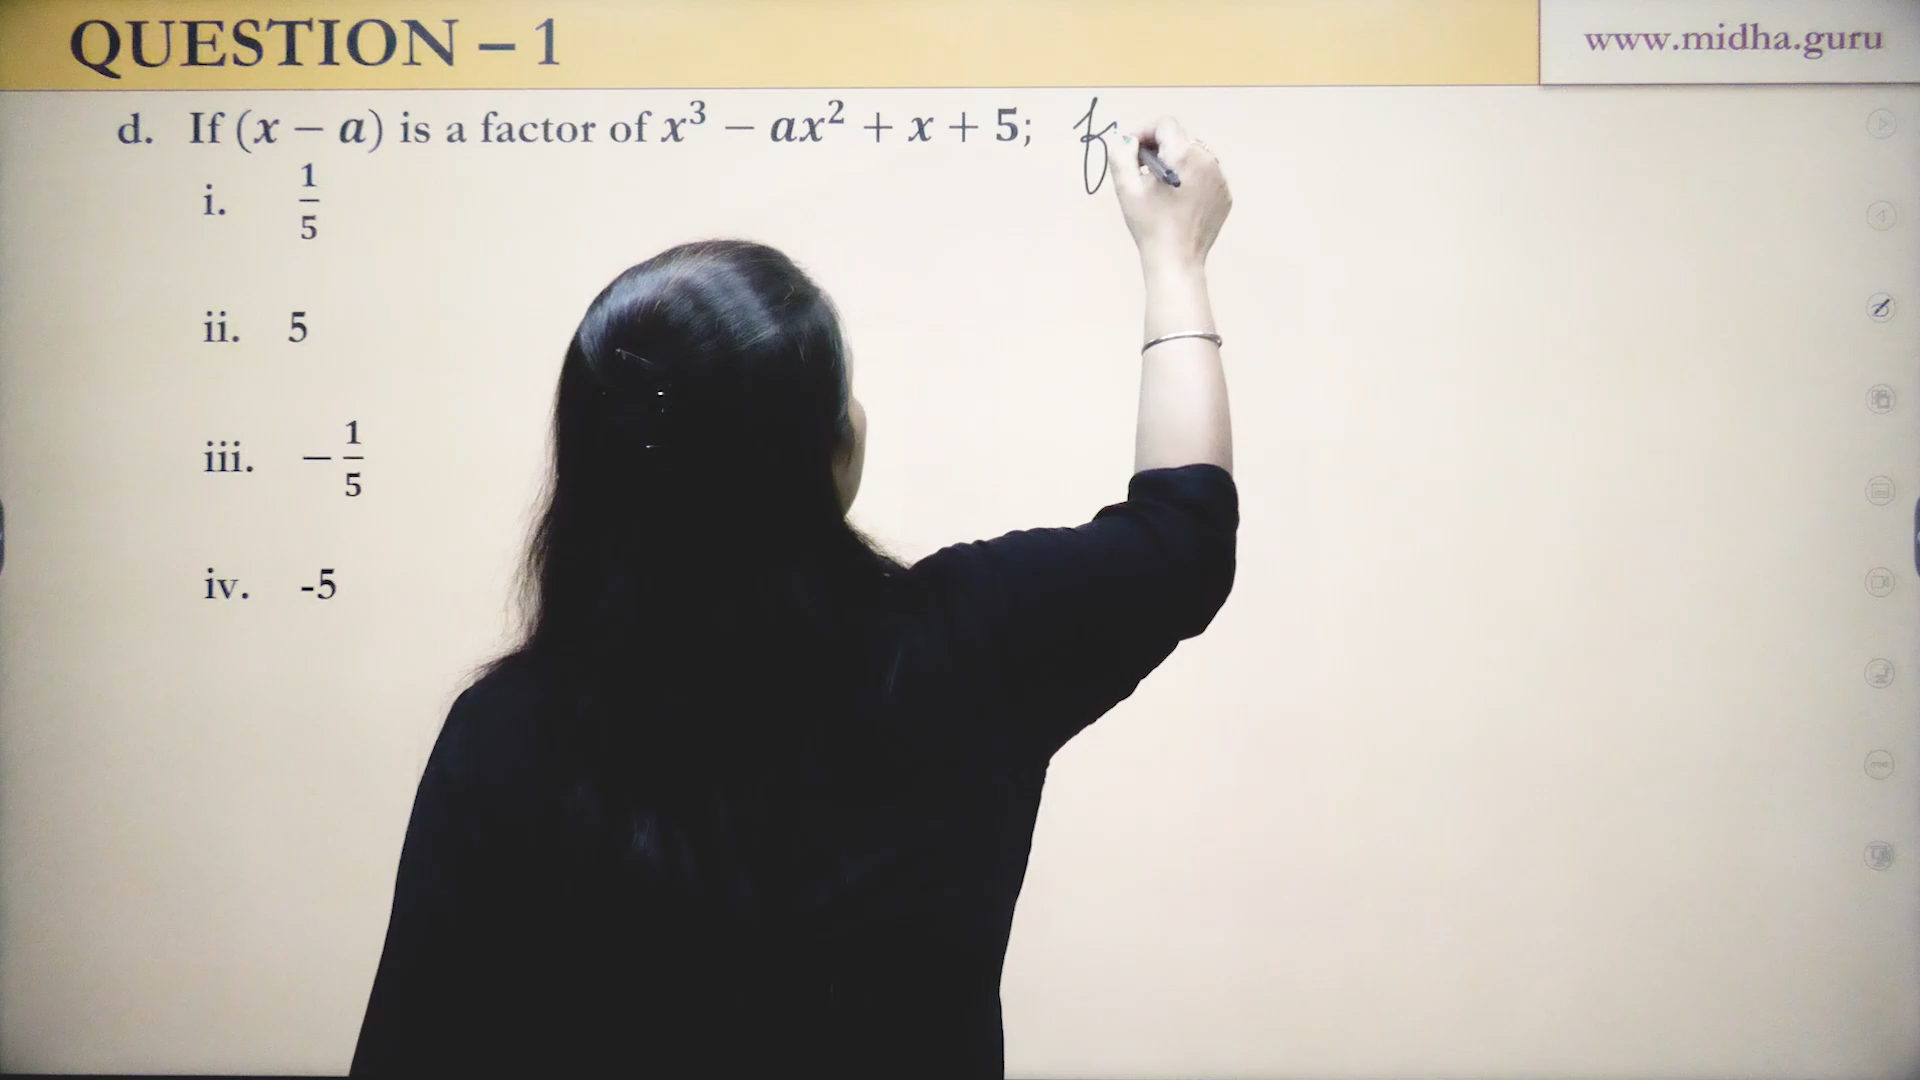 QUESTION – 1
www.midha.guru
d. If (x – a) is a factor of x³ – ax² + x + 5; f
i. 1/5
ii. 5
iii. –1/5
iv. -5